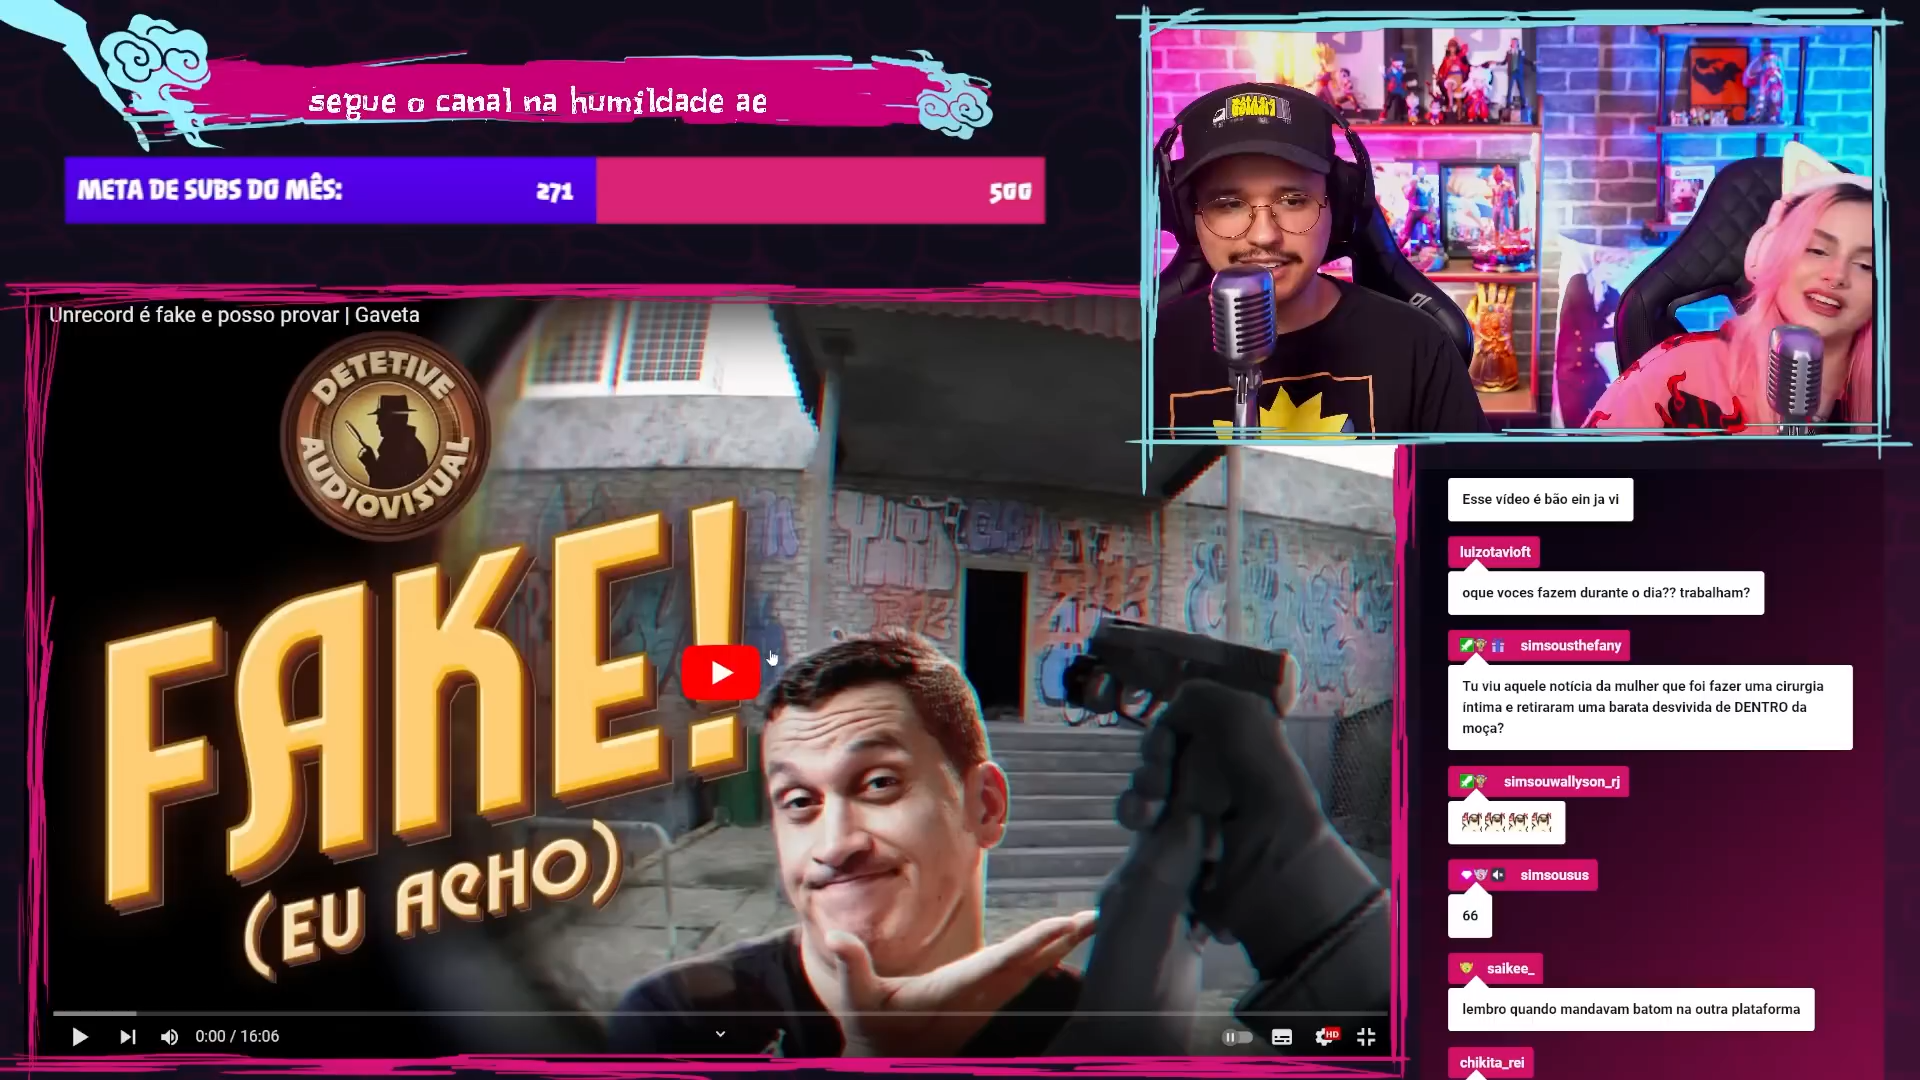 segue o canal na humildade ae
META DE SUBS DO MÊS: 271 500
Unrecord é fake e posso provar | Gaveta
DETETIVE
AUDIOVISUAL
FAKE!
(EU ACHO)
0:00 / 16:06
HD
Esse vídeo é bão ein ja vi
luizotavioft
oque voces fazem durante o dia?? trabalham?
simsousthefany
Tu viu aquele notícia da mulher que foi fazer uma cirurgia
íntima e retiraram uma barata desvivida de DENTRO da
moça?
simsouwallyson_rj
simsousus
66
saikee_
lembro quando mandavam batom na outra plataforma
chikita_rei